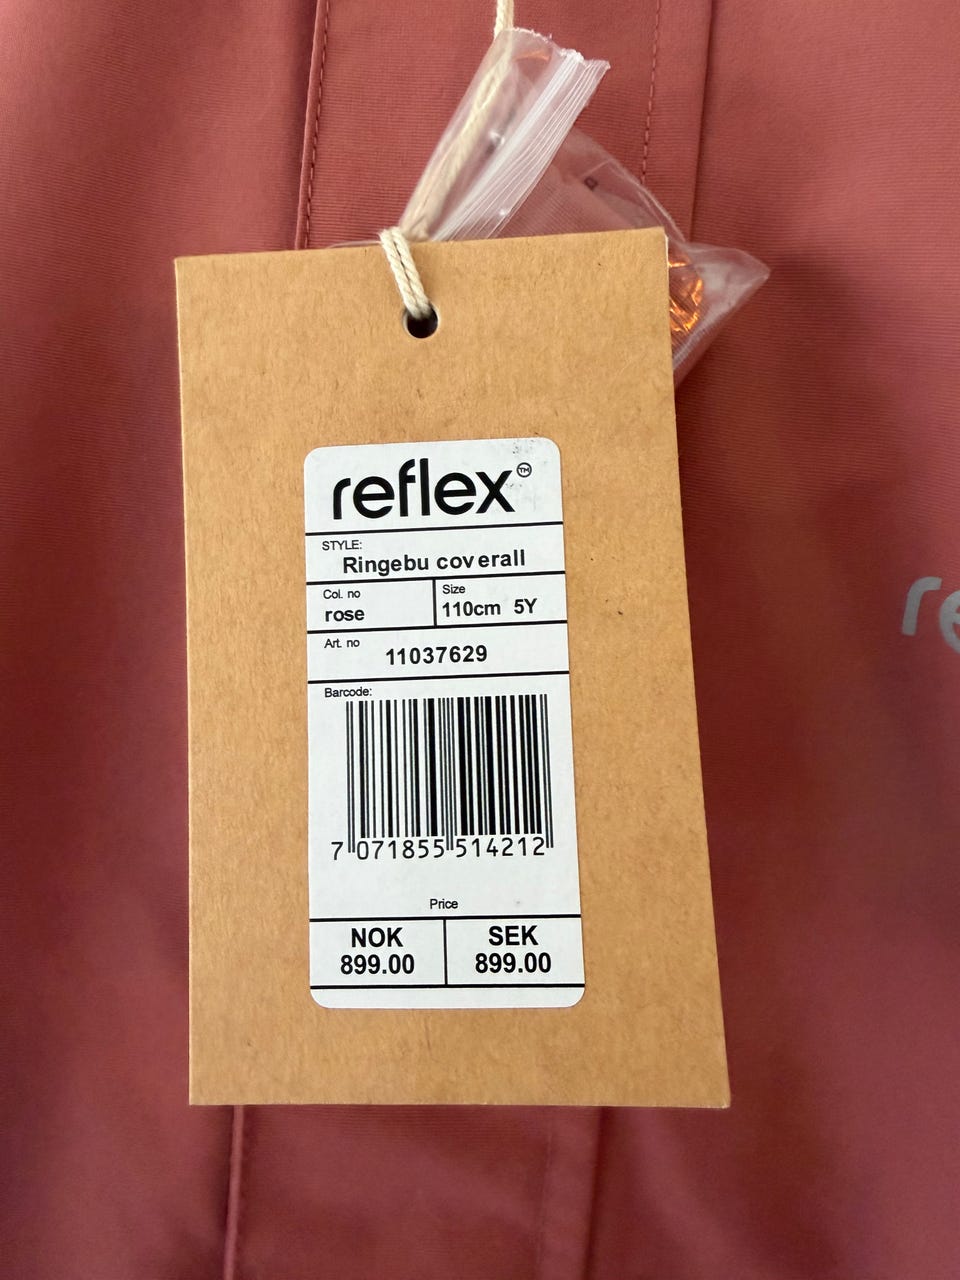 reflex™
STYLE:
Ringebu coverall
Col. no
rose
Size
110cm 5Y
Art. no
11037629
Barcode:
7 071855 514212
Price
NOK
899.00
SEK
899.00
re